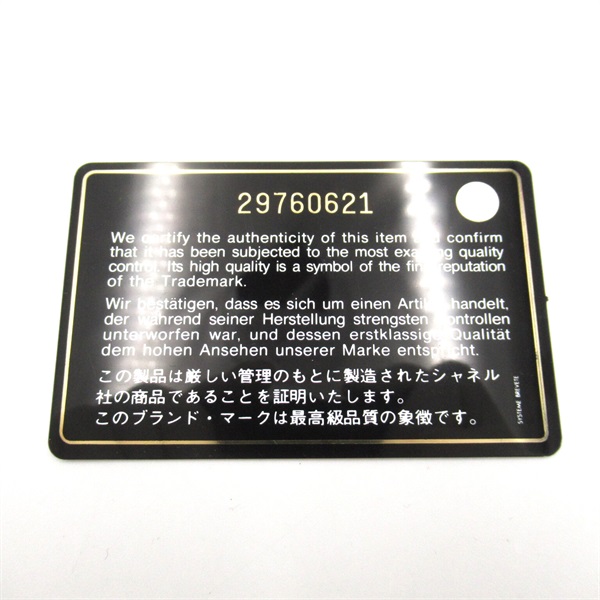 29760621
We certify the authenticity of this item and confirm
that it has been subjected to the most exacting quality
control. Its high quality is a symbol of the fine reputation
of the Trademark.
Wir bestätigen, dass es sich um einen Artikel handelt,
der während seiner Herstellung strengsten Kontrollen
unterworfen war, und dessen erstklassige Qualität
dem hohen Ansehen unserer Marke entspricht.
この製品は厳しい管理のもとに製造されたシャネル
社の商品であることを証明いたします。
このブランド・マークは最高級品質の象徴です。
SYSTEME BREVETE